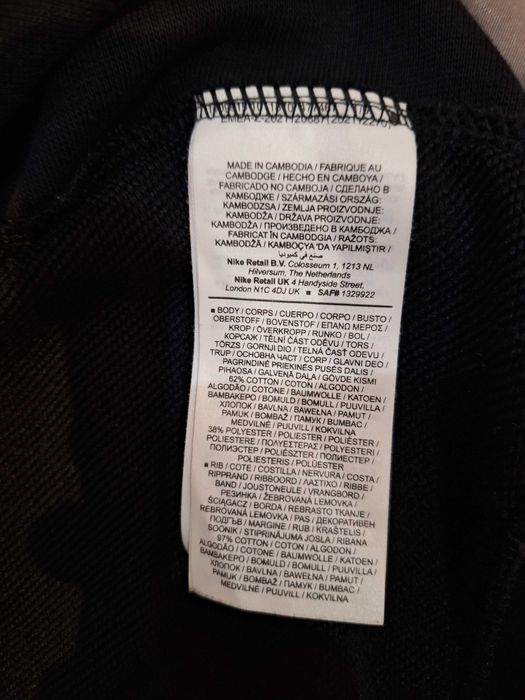 MADE IN CAMBODIA / FABRIQUE AU
CAMBODGE / HECHO EN CAMBOYA /
FABRICADO NO CAMBOJA / СДЕЛАНО В
КАМБОДЖЕ / SZÁRMAZÁSI ORSZÁG:
KAMBODZSA / ZEMLJA PROIZVODNJE:
KAMBODŽA / DRŽAVA PROIZVODNJE:
KAMBODŽA / ПРОИЗВЕДЕНО В КАМБОДЖА /
FABRICAT ÎN CAMBODGIA / RAŽOTS:
KAMBODŽĀ / KAMBOÇYA 'DA YAPILMIŞTIR /
صنع في كمبوديا
Nike Retail B.V. Colosseum 1, 1213 NL
Hilversum, The Netherlands
Nike Retail UK 4 Handyside Street,
London N1C 4DJ UK ■ SAF# 1329922
■ BODY / CORPS / CUERPO / CORPO / BUSTO /
OBERSTOFF / BOVENSTOF / ΕΠΑΝΩ ΜΕΡΟΣ /
KROP / ÖVERKROPP / RUNKO / BOL /
КОРСАЖ / TĚLNÍ ČÁST ODĚVU / TORS /
TÖRZS / GORNJI DIO / TELNÁ ČASŤ ODEVU /
TRUP / ОСНОВНА ЧАСТ / CORP / GLAVNI DEO /
PAGRINDINĖ PRIEKINĖS PUSĖS DALIS /
PIHAOSA / GALVENĀ DAĻA / GÖVDE KISMI
62% COTTON / COTON / ALGODON /
ALGODÃO / COTONE / BAUMWOLLE / KATOEN /
ΒΑΜΒΑΚΕΡΟ / BOMULD / BOMULL / PUUVILLA /
ХЛОПОК / BAVLNA / BAWEŁNA / PAMUT /
PAMUK / BOMBAŽ / ПАМУК / BUMBAC /
MEDVILNĖ / PUUVILL / KOKVILNA
38% POLYESTER / POLIESTER / POLIÉSTER /
POLIESTERE / ΠΟΛΥΕΣΤΕΡΑΣ / POLYESTERI /
ПОЛИЭСТЕР / POLIÉSZTER / ПОЛИЕСТЕР /
POLIESTERIS / POLÜESTER
■ RIB / COTE / COSTILLA / NERVURA / COSTA /
RIPPRAND / RIBBOORD / ΛΑΣΤΙΧΟ / RIBBE /
BAND / JOUSTONEULE / VRANGBORD /
РЕЗИНКА / ŽEBROVANÁ LEMOVKA /
ŚCIĄGACZ / BORDA / REBRASTO TKANJE /
REBROVANÁ LEMOVKA / PAS / ДЕКОРАТИВЕН
ПОДГЪВ / MARGINE / RUB / KRAŠTELIS /
SOONIK / STIPRINĀJUMA JOSLA / RIBANA
97% COTTON / COTON / ALGODON /
ALGODÃO / COTONE / BAUMWOLLE / KATOEN /
ΒΑΜΒΑΚΕΡΟ / BOMULD / BOMULL / PUUVILLA /
ХЛОПОК / BAVLNA / BAWEŁNA / PAMUT /
PAMUK / BOMBAŽ / ПАМУК / BUMBAC /
MEDVILNĖ / PUUVILL / KOKVILNA